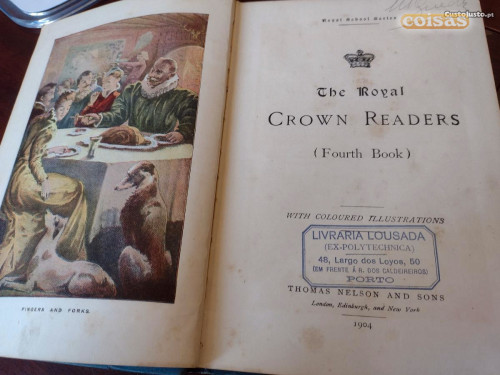 FINGERS AND FORKS.
Royal School Series
CustoJusto.pt
coisas
The Royal
CROWN READERS
(Fourth Book)
WITH COLOURED ILLUSTRATIONS
LIVRARIA LOUSADA
(EX-POLYTECHNICA)
48, Largo dos Loyos, 50
(EM FRENTE Á R. DOS CALDEIREIROS)
PORTO
THOMAS NELSON AND SONS
London, Edinburgh, and New York
1904